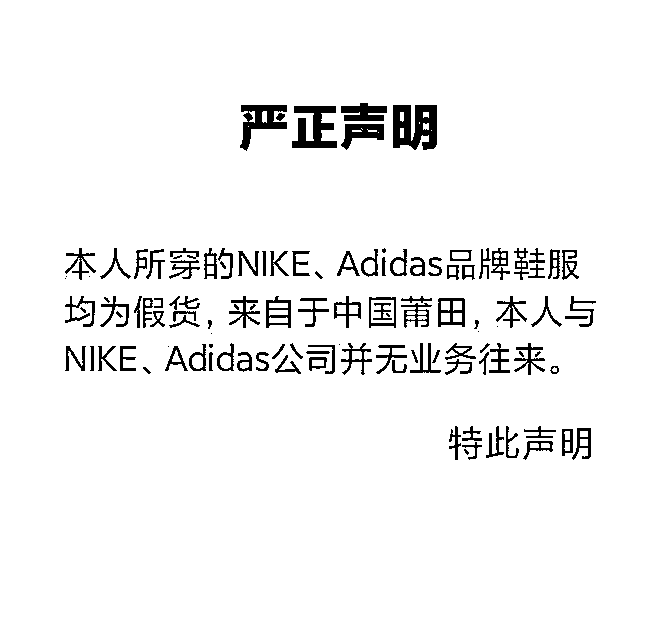 严正声明
本人所穿的NIKE、Adidas品牌鞋服
均为假货，来自于中国莆田，本人与
NIKE、Adidas公司并无业务往来。
特此声明